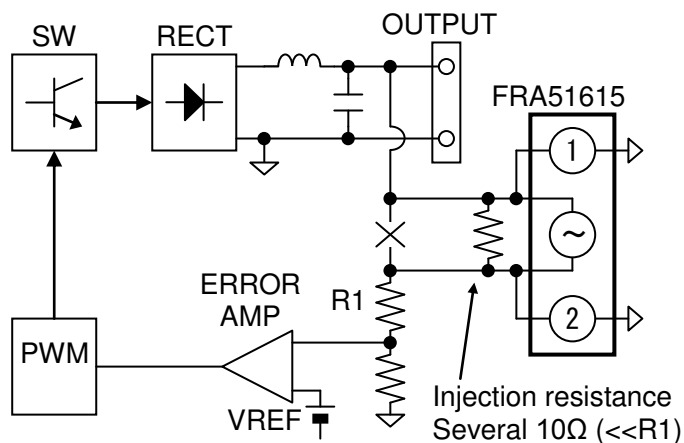 SW
RECT
OUTPUT
FRA51615
1
~
2
ERROR
AMP
R1
PWM
VREF
Injection resistance
Several 10Ω (<<R1)